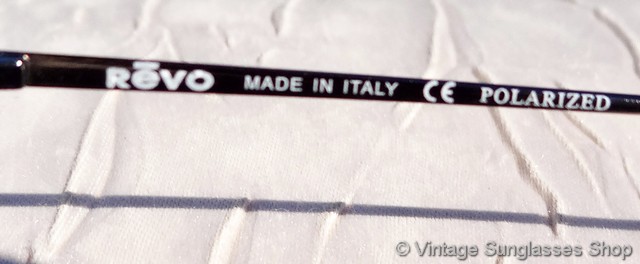 Rēvo MADE IN ITALY CE POLARIZED
© Vintage Sunglasses Shop